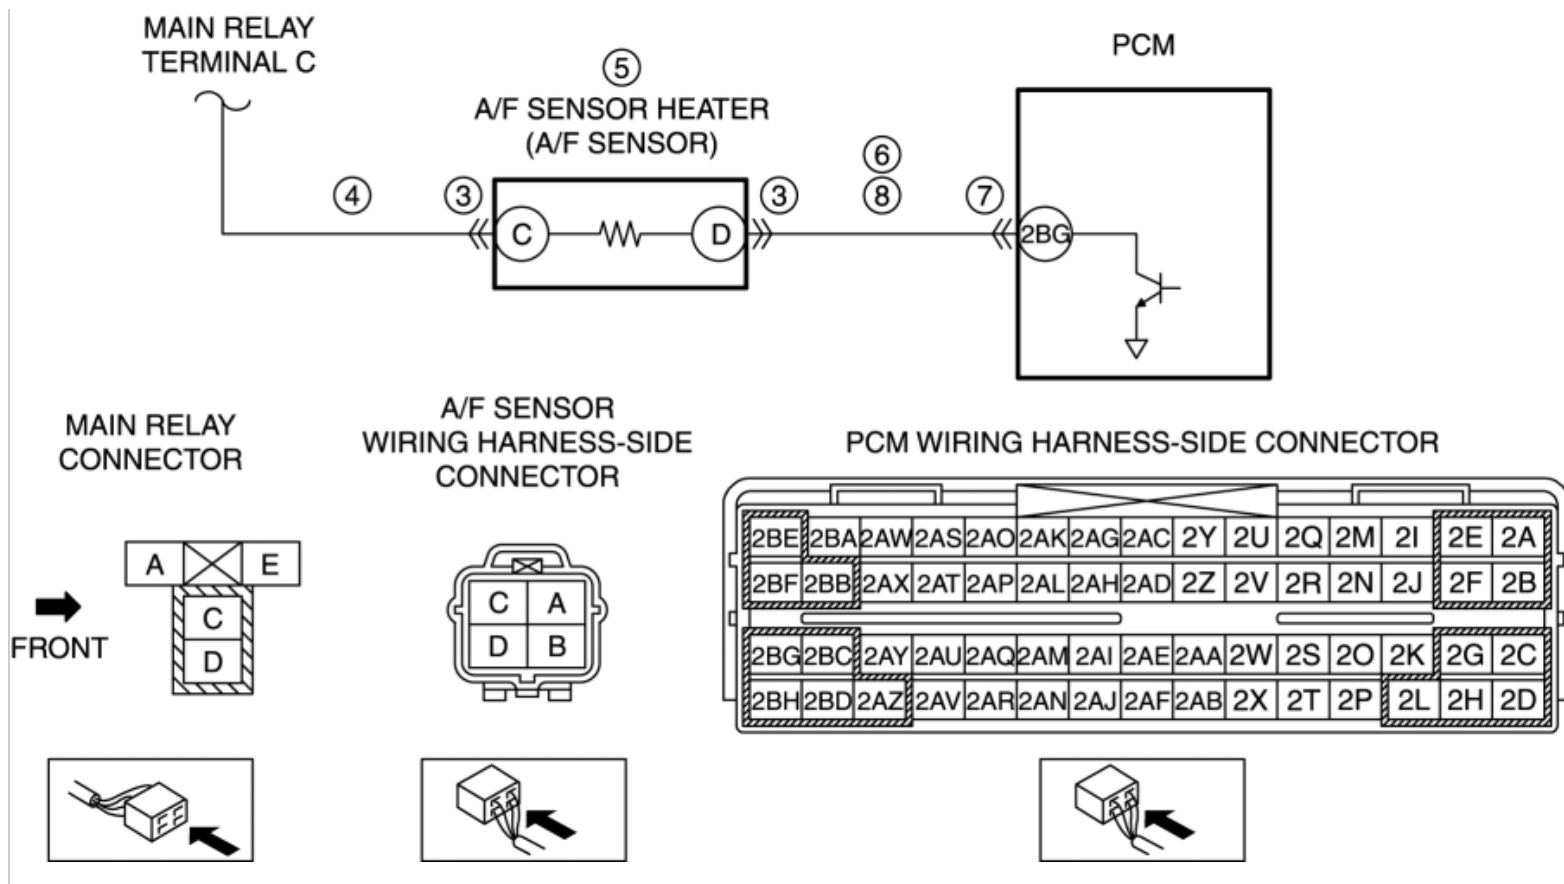 MAIN RELAY
TERMINAL C
5
A/F SENSOR HEATER
(A/F SENSOR)
PCM
4
3
3
6
8
7
C
D
2BG
MAIN RELAY
CONNECTOR
A/F SENSOR
WIRING HARNESS-SIDE
CONNECTOR
PCM WIRING HARNESS-SIDE CONNECTOR
A E
C
D
FRONT
C A
D B
2BE 2BA 2AW 2AS 2AO 2AK 2AG 2AC 2Y 2U 2Q 2M 2I 2E 2A
2BF 2BB 2AX 2AT 2AP 2AL 2AH 2AD 2Z 2V 2R 2N 2J 2F 2B
2BG 2BC 2AY 2AU 2AQ 2AM 2AI 2AE 2AA 2W 2S 2O 2K 2G 2C
2BH 2BD 2AZ 2AV 2AR 2AN 2AJ 2AF 2AB 2X 2T 2P 2L 2H 2D